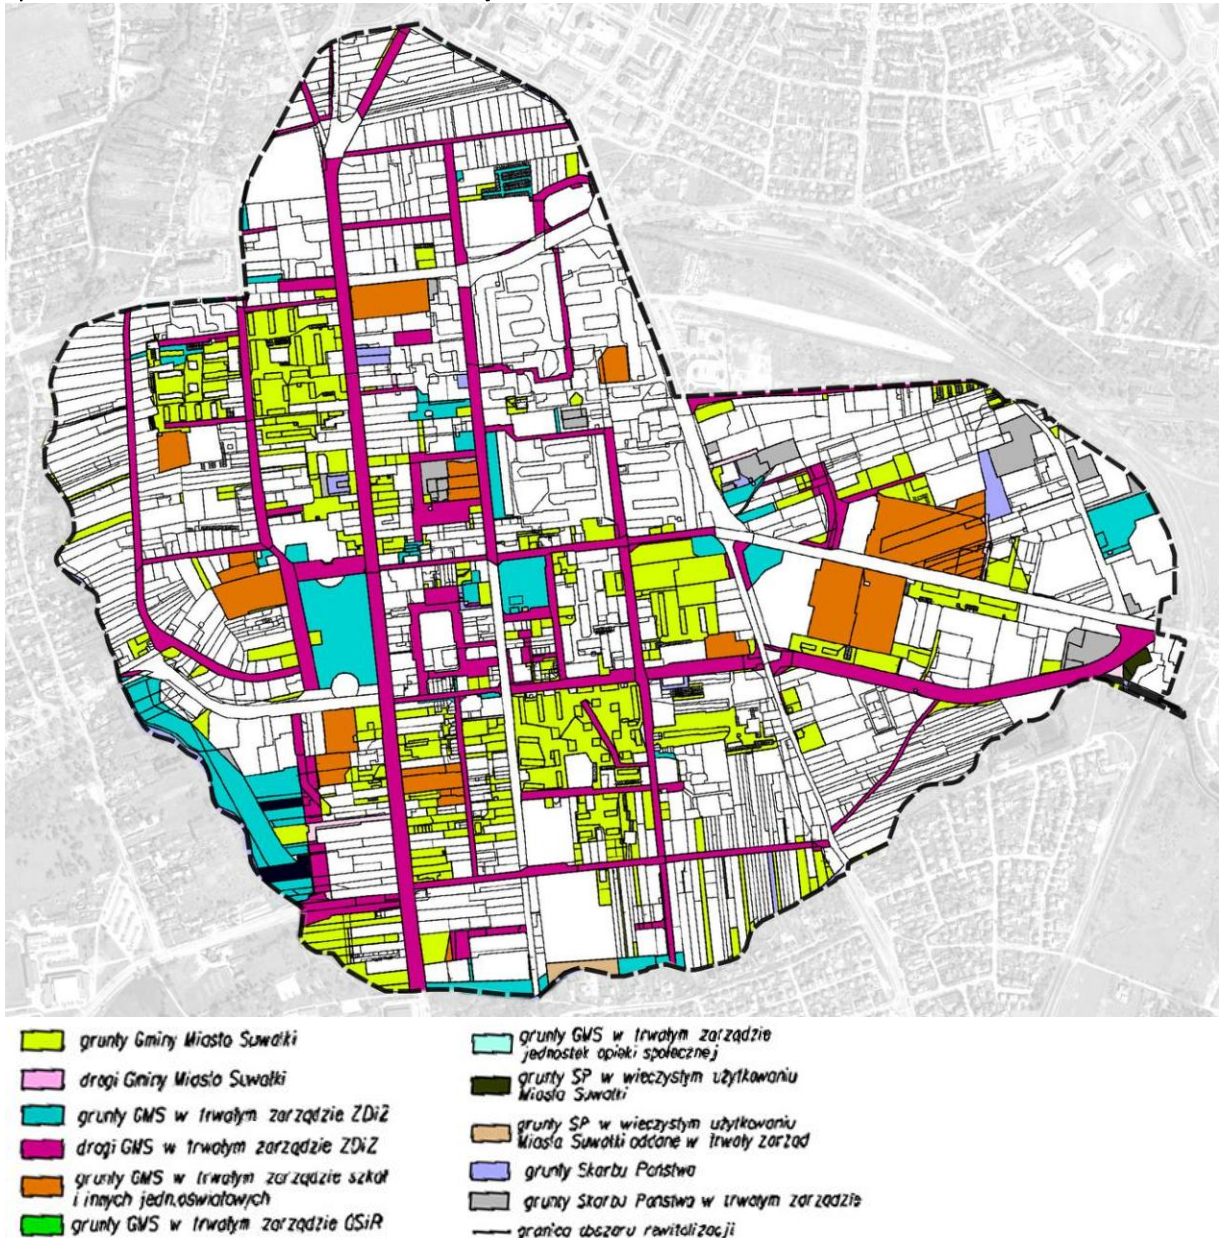 grunty Gminy Miasto Suwałki
drogi Gminy Miasto Suwałki
grunty GMS w trwałym zarządzie ZDiZ
drogi GMS w trwałym zarządzie ZDiZ
grunty GMS w trwałym zarządzie szkół
i innych jedn.oświatowych
grunty GMS w trwałym zarządzie OSiR
grunty GMS w trwałym zarządzie
jednostek opieki społecznej
grunty SP w wieczystym użytkowaniu
Miasta Suwałki
grunty SP w wieczystym użytkowaniu
Miasta Suwałki oddane w trwały zarząd
grunty Skarbu Państwa
grunty Skarbu Państwa w trwałym zarządzie
granica obszaru rewitalizacji